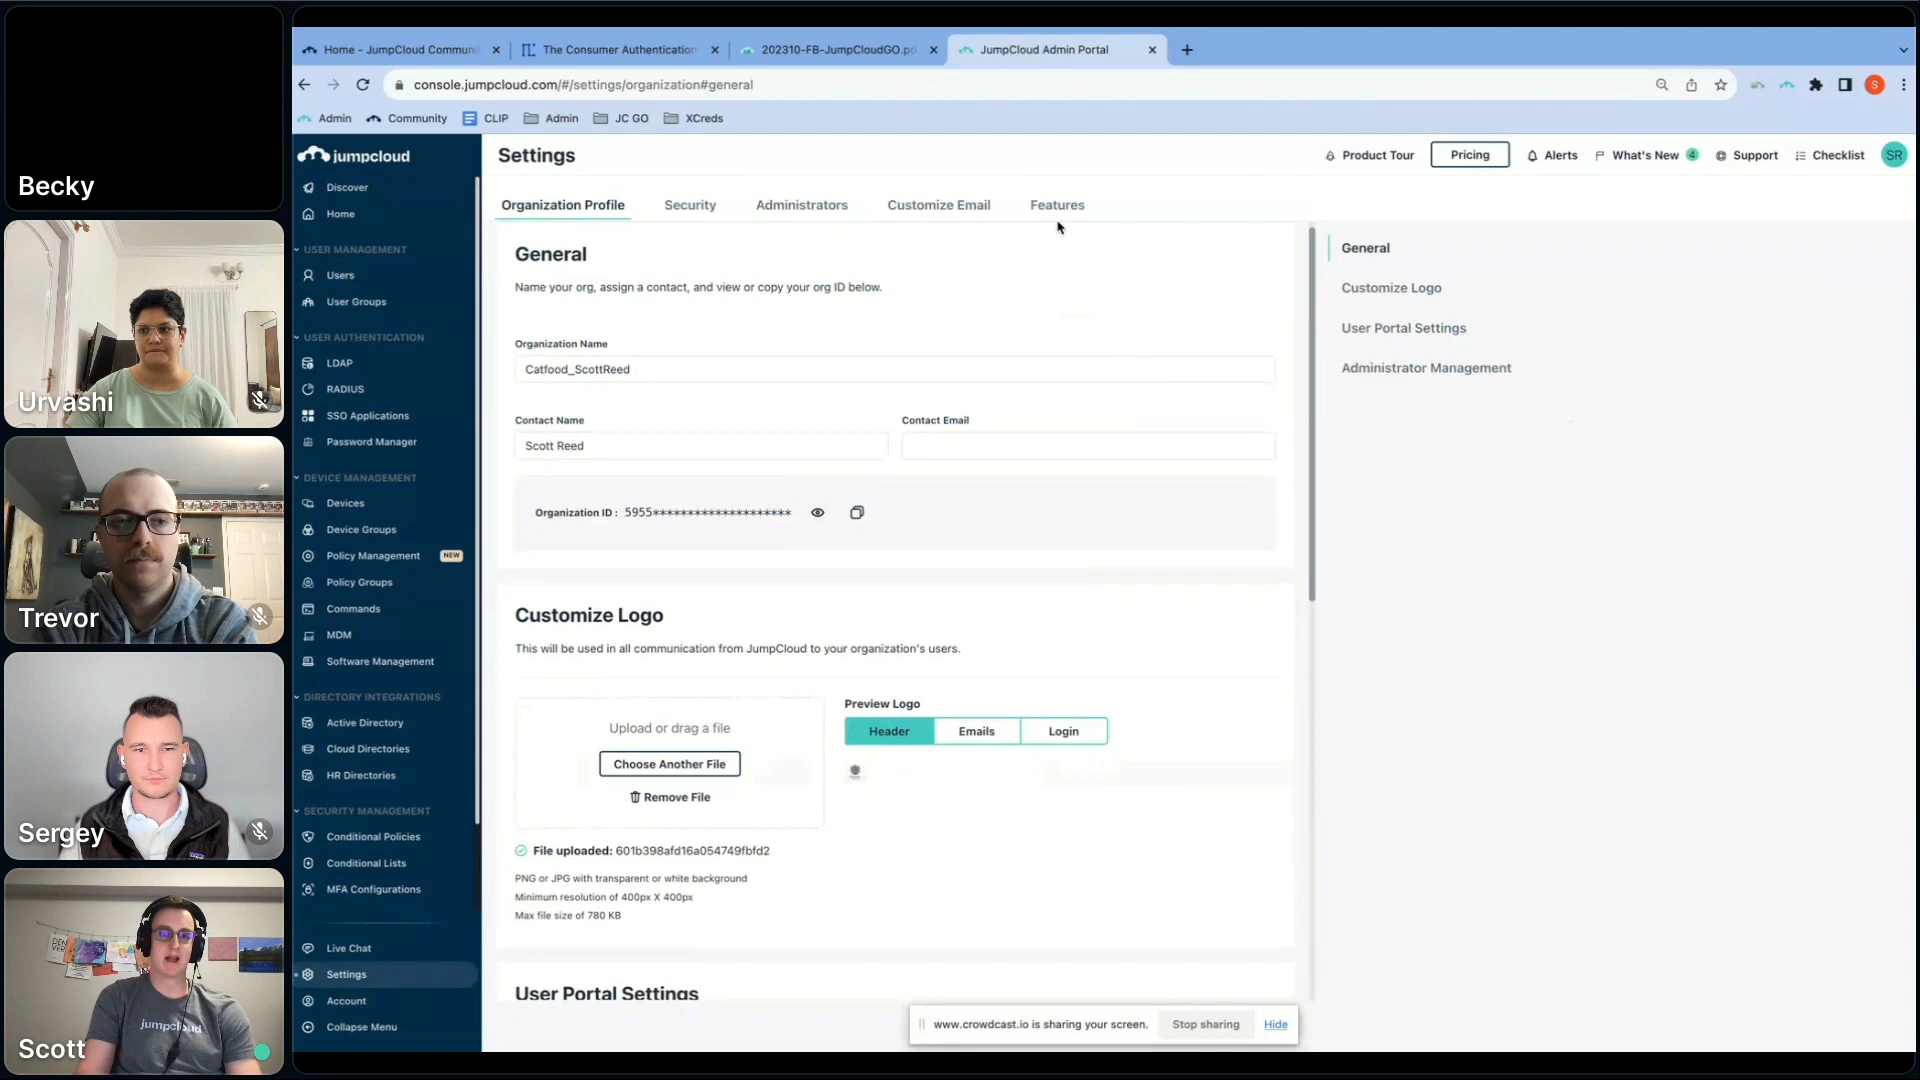 Becky
Urvashi
Trevor
Sergey
Scott
jumpcloud
Home - JumpCloud Commun
The Consumer Authentication
202310-FB-JumpCloudGO.po
JumpCloud Admin Portal
console.jumpcloud.com/#/settings/organization#general
S
Admin
Community
CLIP
Admin
JC GO
XCreds
jumpcloud
Discover
Home
USER MANAGEMENT
Users
User Groups
USER AUTHENTICATION
LDAP
RADIUS
SSO Applications
Password Manager
DEVICE MANAGEMENT
Devices
Device Groups
Policy Management NEW
Policy Groups
Commands
MDM
Software Management
DIRECTORY INTEGRATIONS
Active Directory
Cloud Directories
HR Directories
SECURITY MANAGEMENT
Conditional Policies
Conditional Lists
MFA Configurations
Live Chat
Settings
Account
Collapse Menu
Settings
Product Tour
Pricing
Alerts
What's New 4
Support
Checklist
SR
Organization Profile
Security
Administrators
Customize Email
Features
General
Name your org, assign a contact, and view or copy your org ID below.
Organization Name
Catfood_ScottReed
Contact Name
Contact Email
Scott Reed
Organization ID : 5955********************
Customize Logo
This will be used in all communication from JumpCloud to your organization's users.
Upload or drag a file
Choose Another File
Remove File
Preview Logo
Header
Emails
Login
File uploaded: 601b398afd16a054749fbfd2
PNG or JPG with transparent or white background
Minimum resolution of 400px X 400px
Max file size of 780 KB
User Portal Settings
General
Customize Logo
User Portal Settings
Administrator Management
www.crowdcast.io is sharing your screen.
Stop sharing
Hide